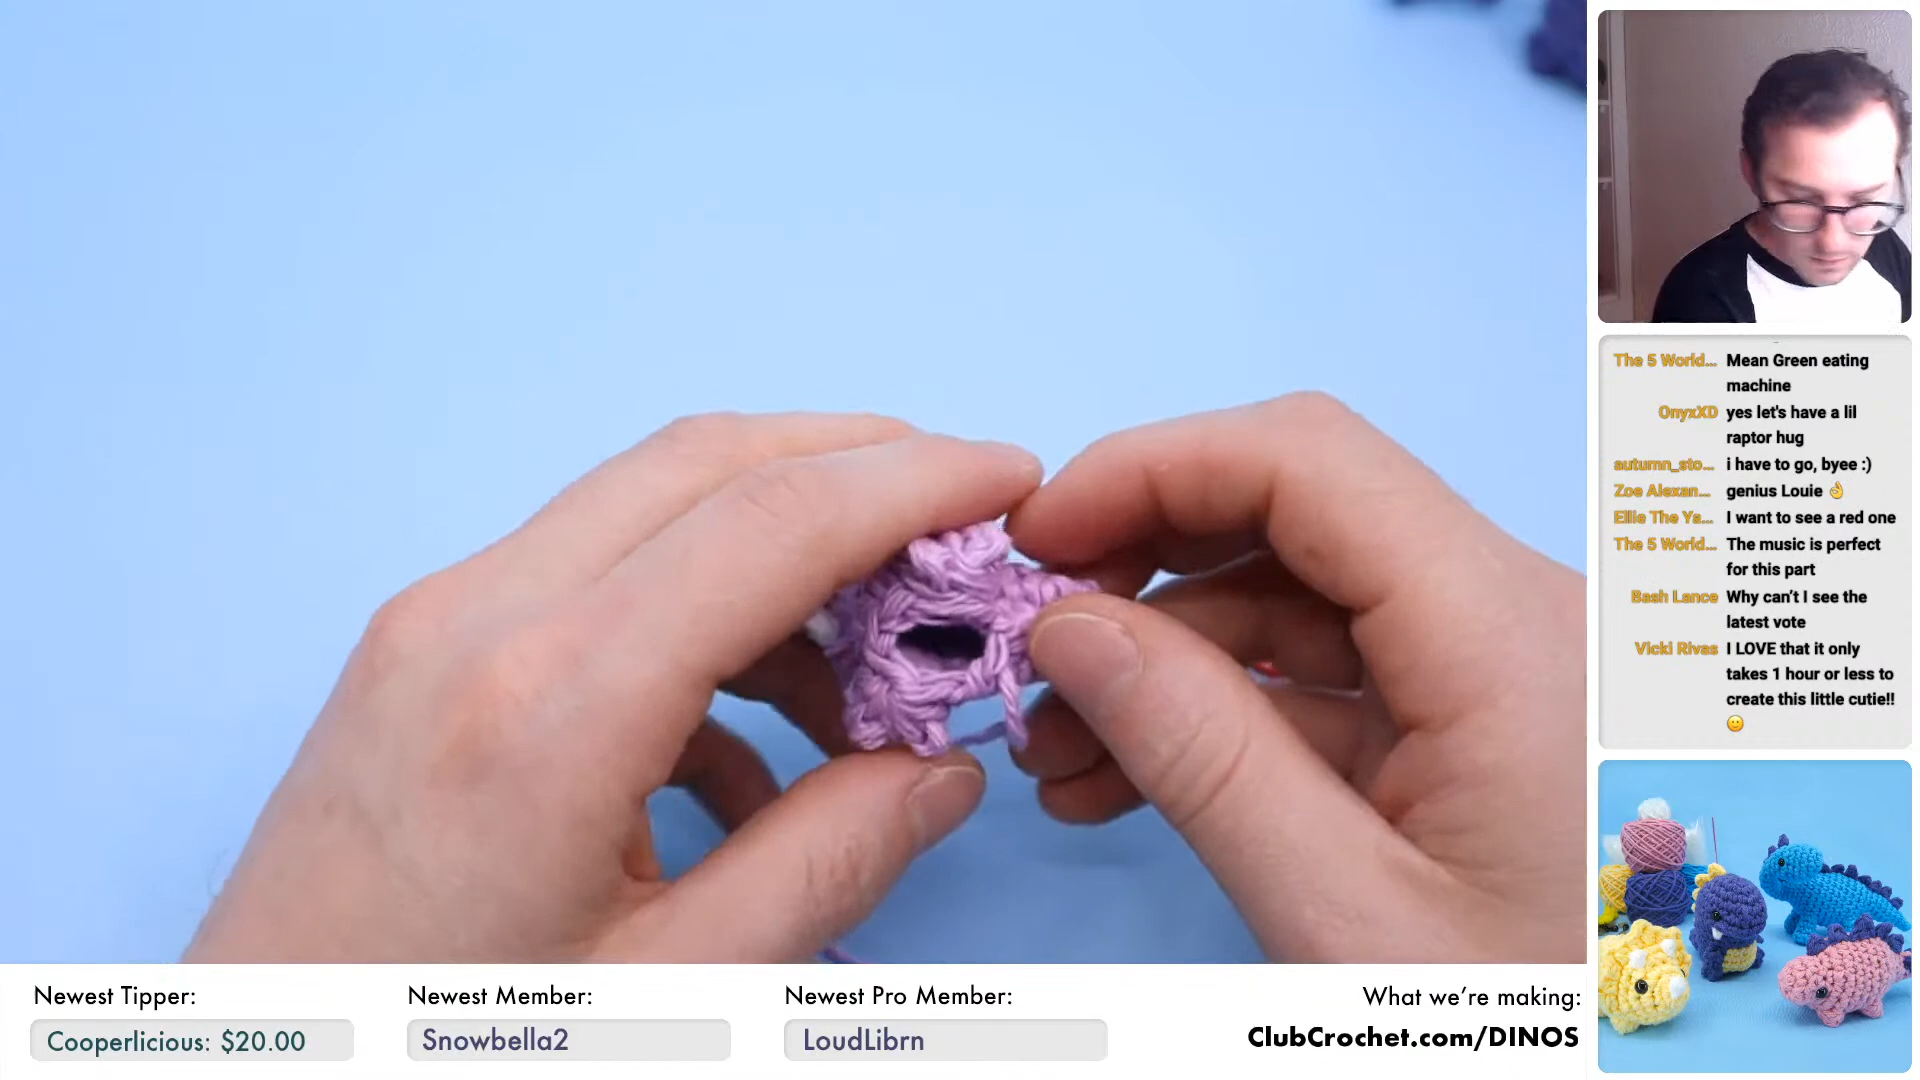 The 5 World... Mean Green eating
machine
OnyxXD yes let's have a lil
raptor hug
autumn_sto... i have to go, byee :)
Zoe Alexan... genius Louie 👌
Ellie The Ya... I want to see a red one
The 5 World... The music is perfect
for this part
Bash Lance Why can't I see the
latest vote
Vicki Rivas I LOVE that it only
takes 1 hour or less to
create this little cutie!!
🙂
Newest Tipper:
Cooperlicious: $20.00
Newest Member:
Snowbella2
Newest Pro Member:
LoudLibrn
What we're making:
ClubCrochet.com/DINOS